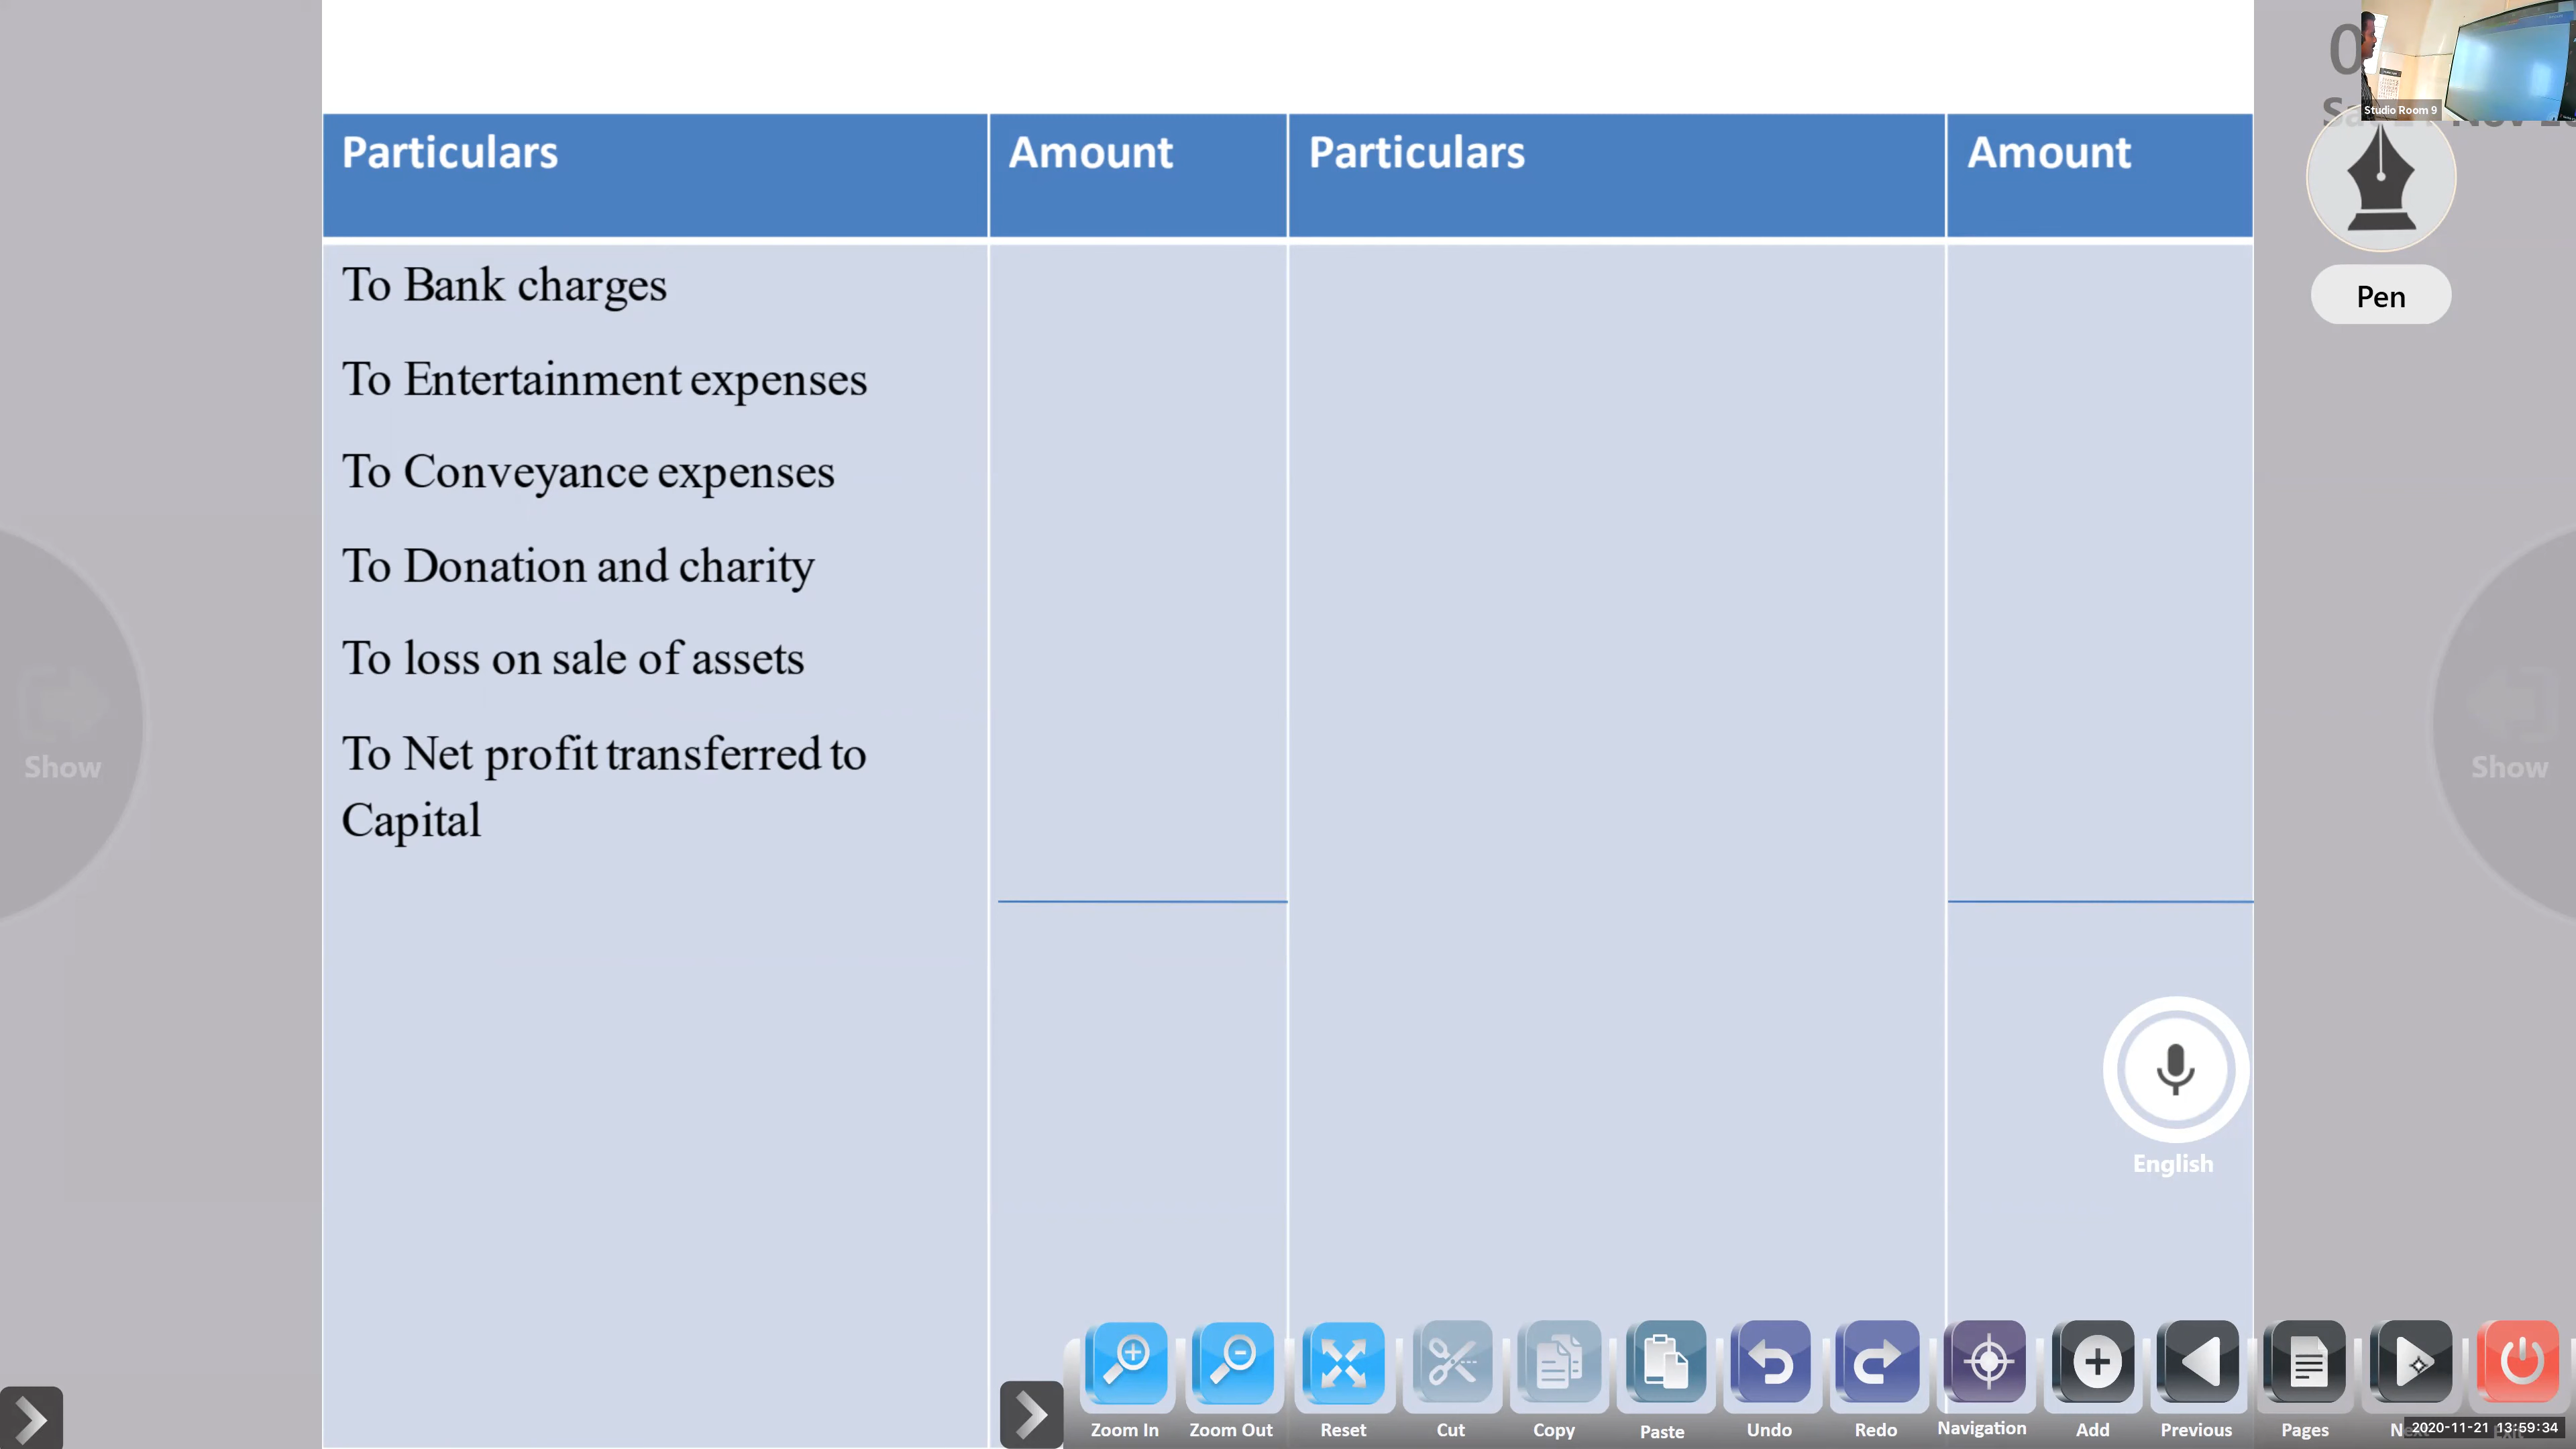 Particulars
Amount
Particulars
Amount
To Bank charges
To Entertainment expenses
To Conveyance expenses
To Donation and charity
To loss on sale of assets
To Net profit transferred to
Capital
Studio Room 9
Pen
Show
Show
English
Zoom In
Zoom Out
Reset
Cut
Copy
Paste
Undo
Redo
Navigation
Add
Previous
Pages
2020-11-21 13:59:34